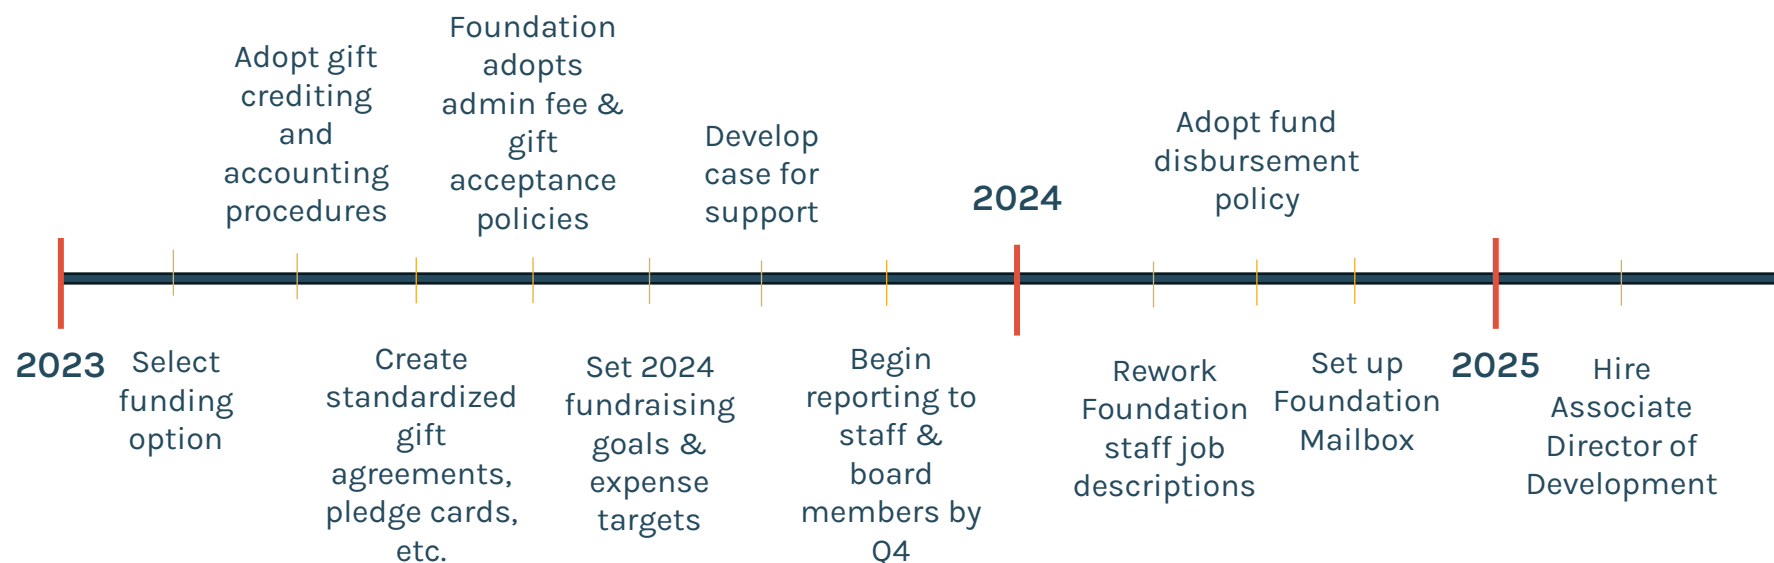 2023
Select
funding
option
Adopt gift
crediting
and
accounting
procedures
Create
standardized
gift
agreements,
pledge cards,
etc.
Foundation
adopts
admin fee &
gift
acceptance
policies
Set 2024
fundraising
goals &
expense
targets
Develop
case for
support
Begin
reporting to
staff &
board
members by
Q4
2024
Rework
Foundation
staff job
descriptions
Adopt fund
disbursement
policy
Set up
Foundation
Mailbox
2025
Hire
Associate
Director of
Development